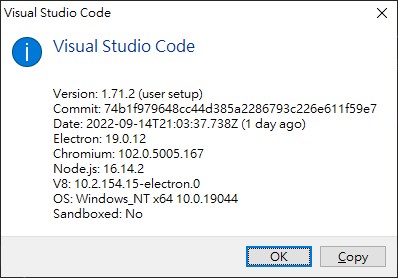 Visual Studio Code
Visual Studio Code
Version: 1.71.2 (user setup)
Commit: 74b1f979648cc44d385a2286793c226e611f59e7
Date: 2022-09-14T21:03:37.738Z (1 day ago)
Electron: 19.0.12
Chromium: 102.0.5005.167
Node.js: 16.14.2
V8: 10.2.154.15-electron.0
OS: Windows_NT x64 10.0.19044
Sandboxed: No
OK
Copy